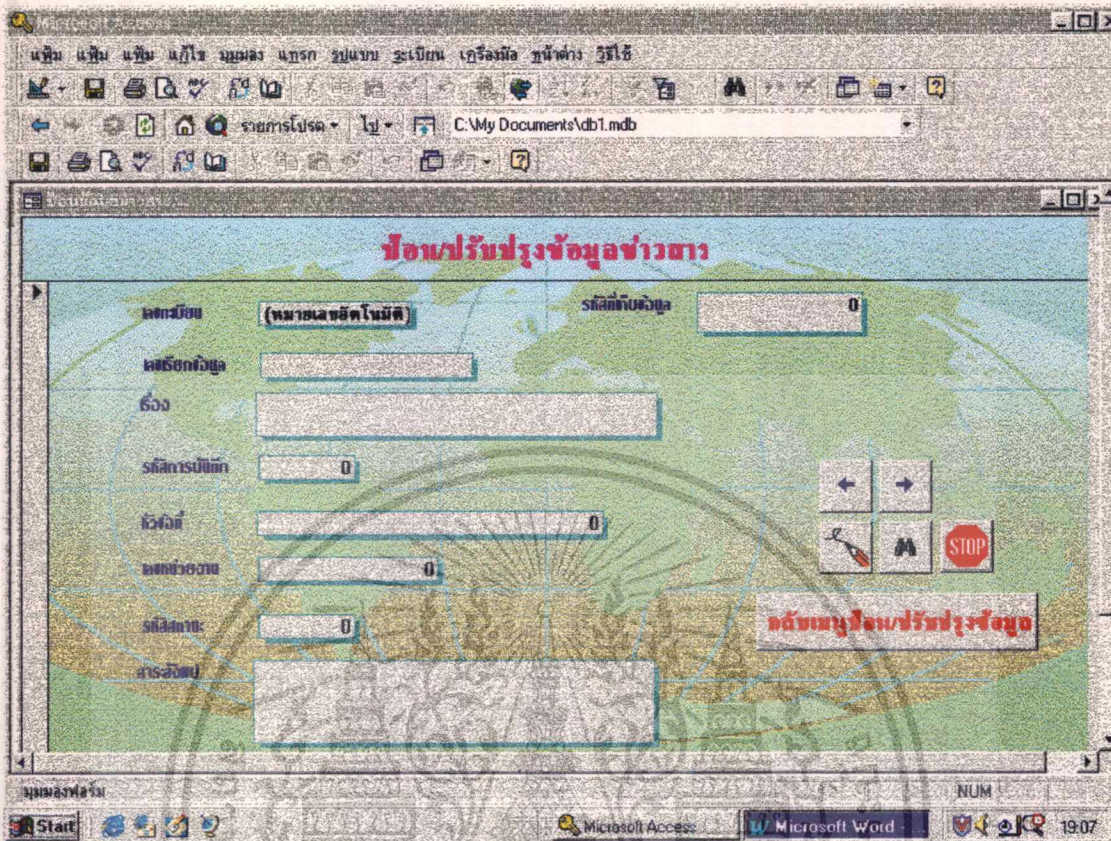 Microsoft Access
แฟ้ม แฟ้ม แฟ้ม แก้ไข มุมมอง แทรก รูปแบบ ระเบียน เครื่องมือ หน้าต่าง วิธีใช้
รายการโปรด ไป C:\My Documents\db1.mdb
ป้อน/ปรับปรุงข้อมูลข่าวสาร
เลขทะเบียน (หมายเลขอัตโนมัติ) รหัสที่เก็บข้อมูล 0
เลขเรียกข้อมูล
เรื่อง
รหัสการบันทึก 0
หัวข้อที่ 0
เลขหน่วยงาน 0
STOP
รหัสสถานะ 0 กลับเมนูป้อน/ปรับปรุงข้อมูล
สาระสังเขป
มุมมองฟอร์ม NUM
Start Microsoft Access Microsoft Word - ... 19:07